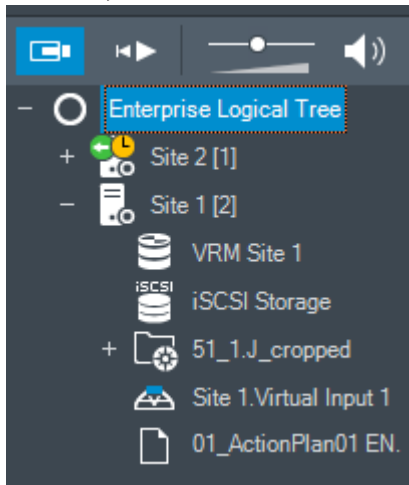 Enterprise Logical Tree
Site 2 [1]
Site 1 [2]
VRM Site 1
iSCSI
iSCSI Storage
51_1.J_cropped
Site 1.Virtual Input 1
01_ActionPlan01 EN.